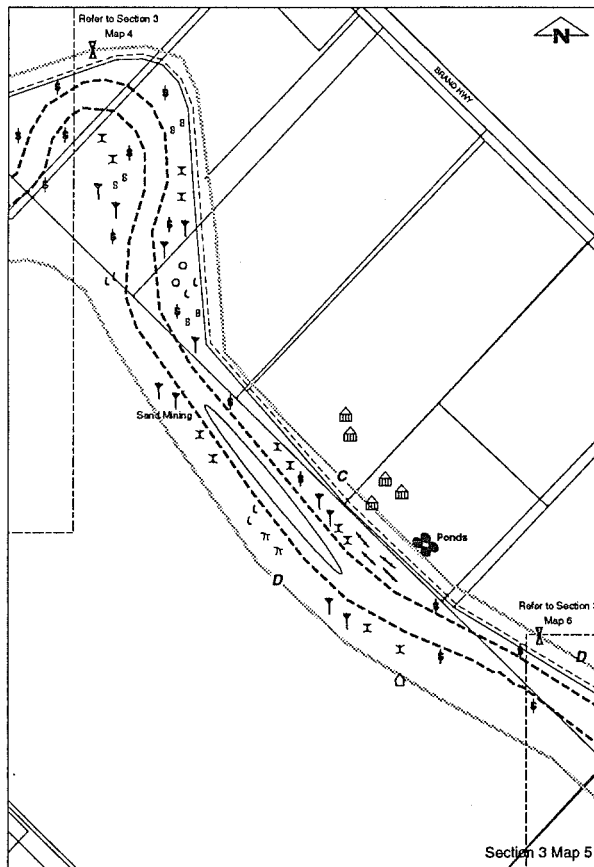 Refer to Section 3
Map 4
N
BRAND HWY
Sand Mining
C
Ponds
D
Refer to Section 3
Map 6
D
Section 3 Map 5